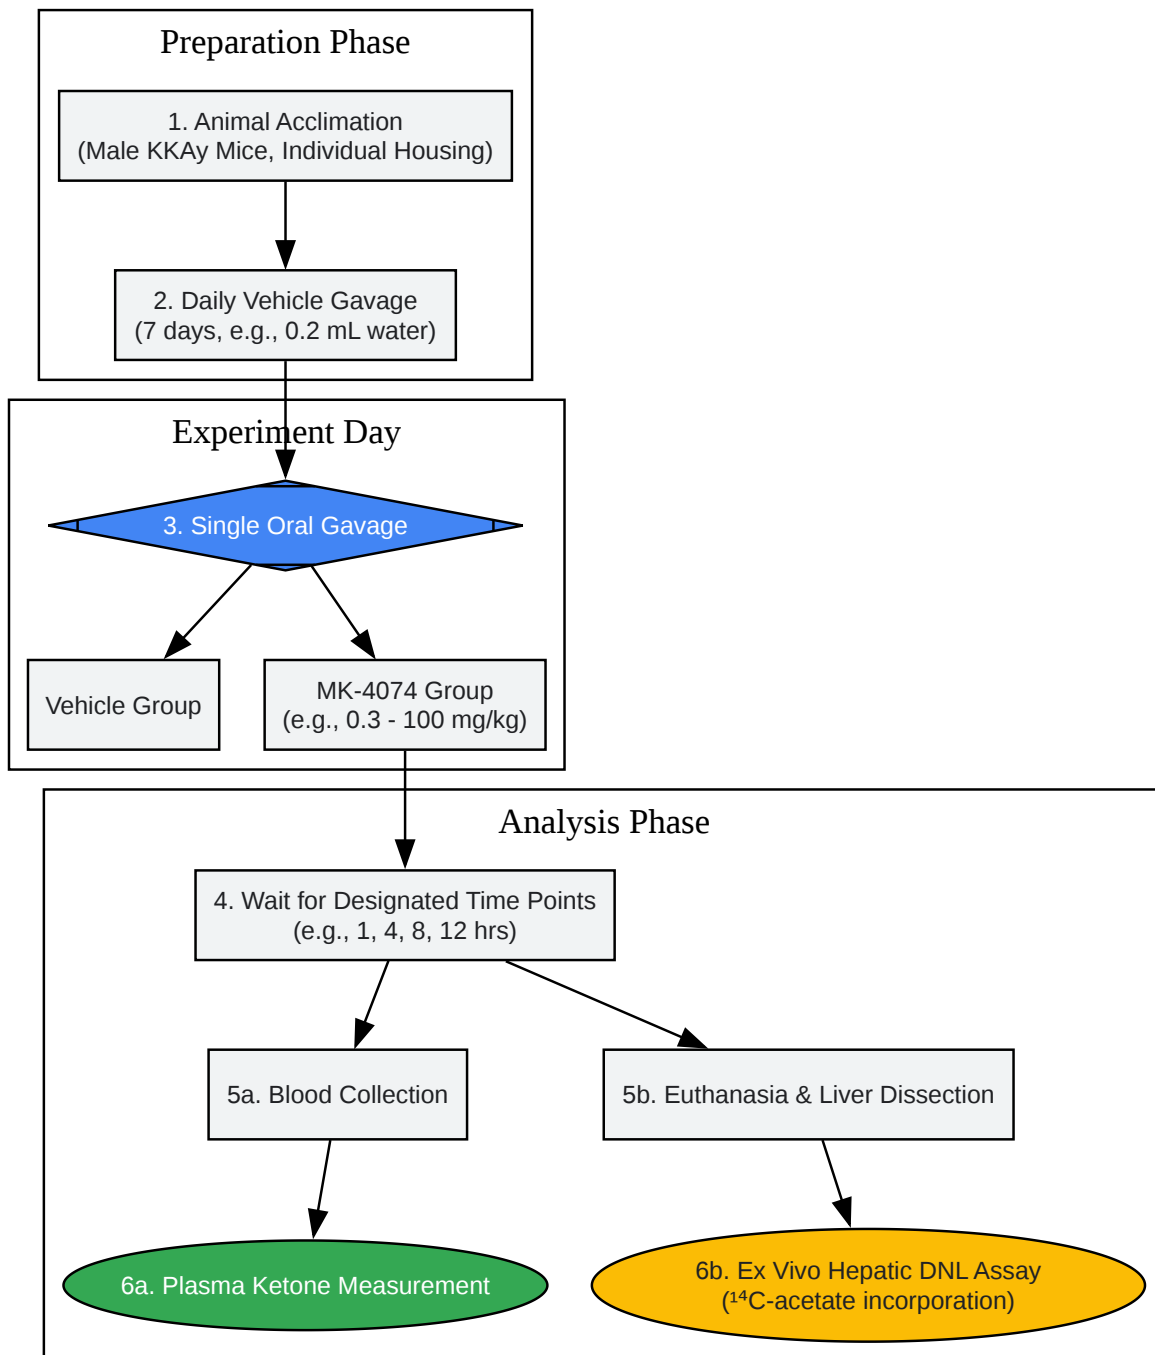 Preparation Phase
1. Animal Acclimation
(Male KKAy Mice, Individual Housing)
2. Daily Vehicle Gavage
(7 days, e.g., 0.2 mL water)
Experiment Day
3. Single Oral Gavage
Vehicle Group
MK-4074 Group
(e.g., 0.3 - 100 mg/kg)
Analysis Phase
4. Wait for Designated Time Points
(e.g., 1, 4, 8, 12 hrs)
5a. Blood Collection
5b. Euthanasia & Liver Dissection
6a. Plasma Ketone Measurement
6b. Ex Vivo Hepatic DNL Assay
(¹⁴C-acetate incorporation)